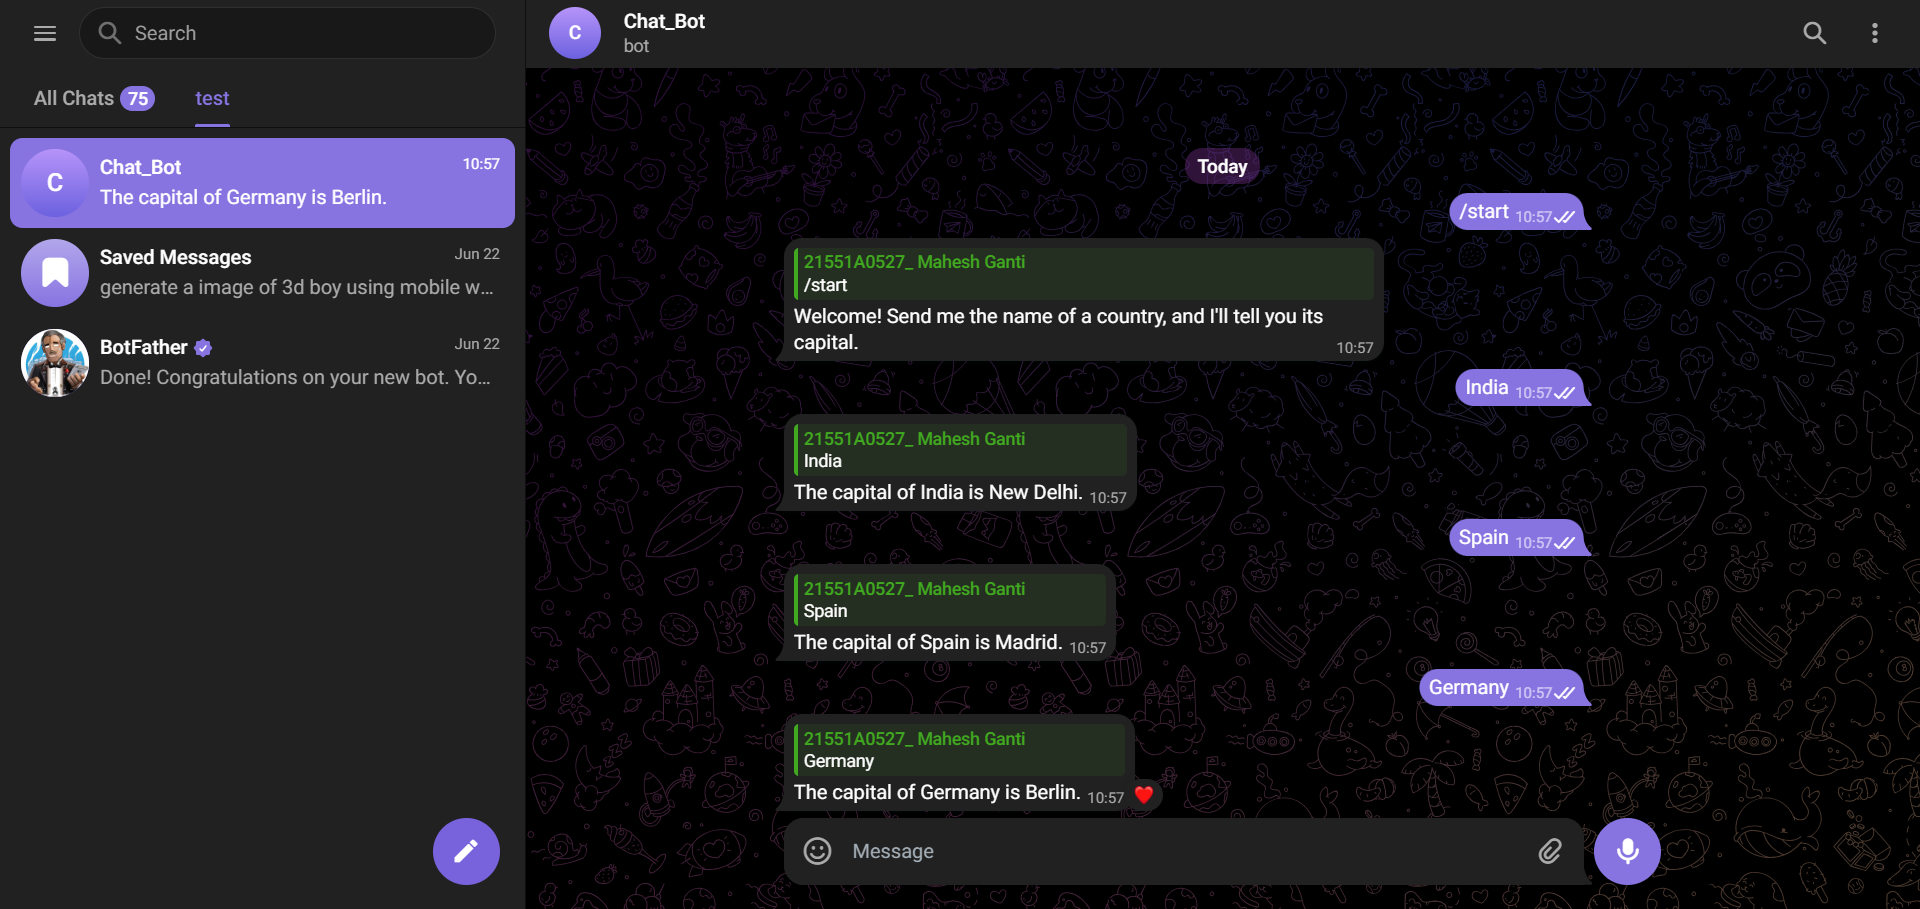 Search
All Chats 75
test
Chat_Bot
10:57
The capital of Germany is Berlin.
Saved Messages
Jun 22
generate a image of 3d boy using mobile w...
BotFather
Jun 22
Done! Congratulations on your new bot. Yo...
C
C
Chat_Bot
bot
Today
/start 10:57
21551A0527_ Mahesh Ganti
/start
Welcome! Send me the name of a country, and I'll tell you its
capital.
10:57
India 10:57
21551A0527_ Mahesh Ganti
India
The capital of India is New Delhi. 10:57
Spain 10:57
21551A0527_ Mahesh Ganti
Spain
The capital of Spain is Madrid. 10:57
Germany 10:57
21551A0527_ Mahesh Ganti
Germany
The capital of Germany is Berlin. 10:57 ❤️
Message